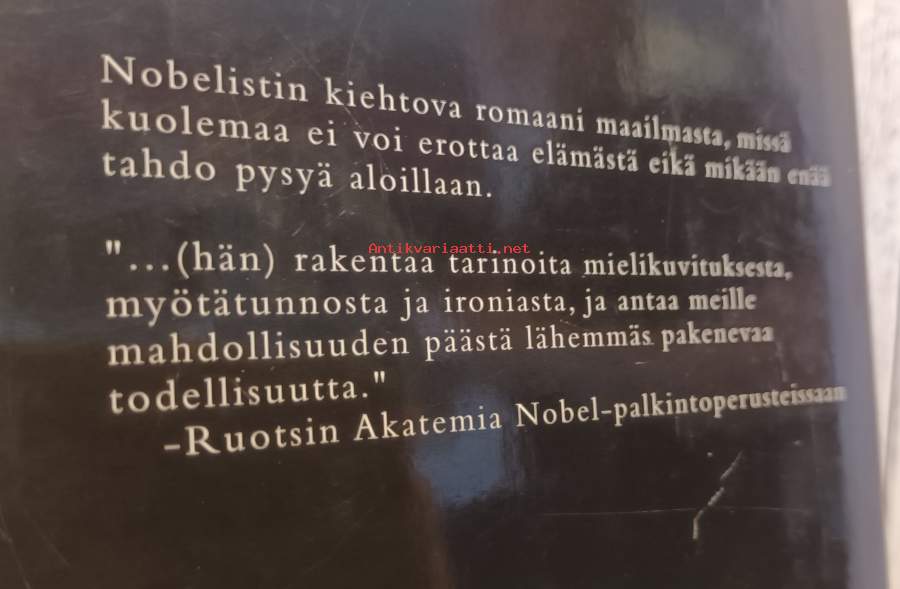 Nobelistin kiehtova romaani maailmasta, missä
kuolemaa ei voi erottaa elämästä eikä mikään enää
tahdo pysyä aloillaan.
Antikvariaatti.net
"...(hän) rakentaa tarinoita mielikuvituksesta,
myötätunnosta ja ironiasta, ja antaa meille
mahdollisuuden päästä lähemmäs pakenevaa
todellisuutta."
-Ruotsin Akatemia Nobel-palkintoperusteissaan